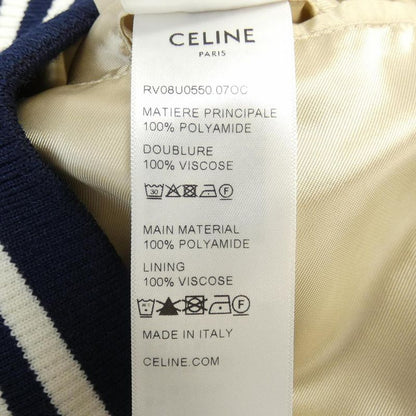 CELINE
PARIS
RV08U0550.07OC
MATIERE PRINCIPALE
100% POLYAMIDE
DOUBLURE
100% VISCOSE
30 F
MAIN MATERIAL
100% POLYAMIDE
LINING
100% VISCOSE
F
MADE IN ITALY
CELINE.COM